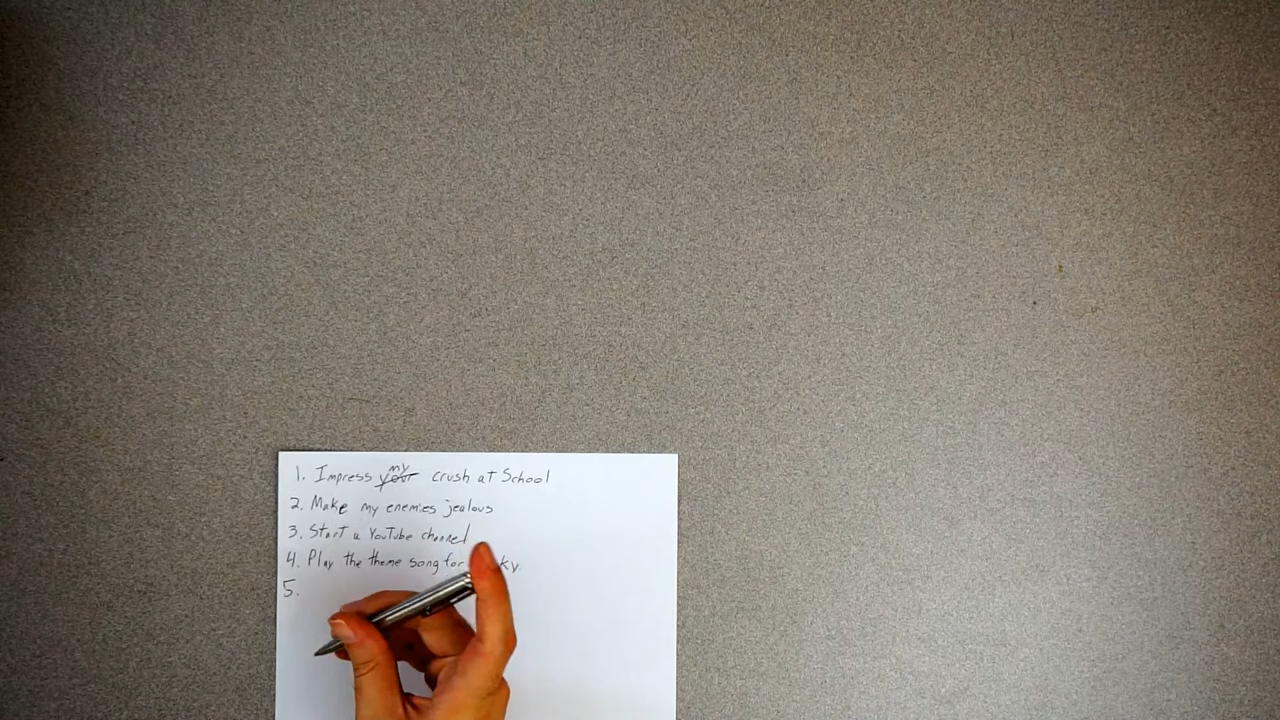 1. Impress your my crush at School
2. Make my enemies jealous
3. Start a YouTube channel
4. Play the theme song for
5.